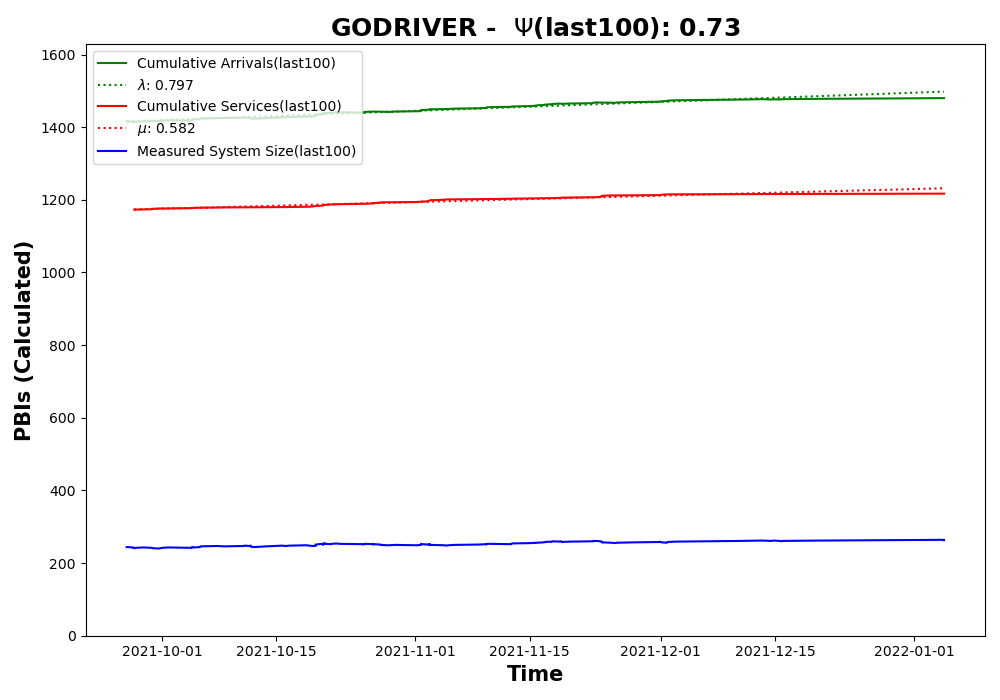 GODRIVER -  Ψ(last100): 0.73
Cumulative Arrivals(last100)
λ: 0.797
Cumulative Services(last100)
μ: 0.582
Measured System Size(last100)
PBIs (Calculated)
1600
1400
1200
1000
800
600
400
200
0
2021-10-01 2021-10-15 2021-11-01 2021-11-15 2021-12-01 2021-12-15 2022-01-01
Time